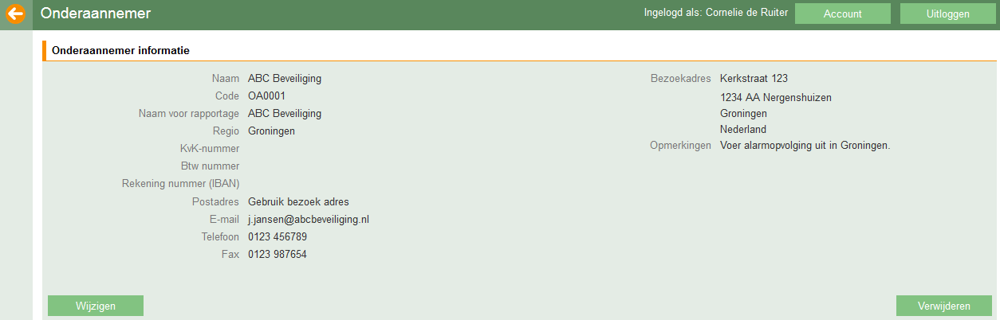 Onderaannemer
Ingelogd als: Cornelie de Ruiter
Account
Uitloggen
Onderaannemer informatie
Naam ABC Beveiliging
Code OA0001
Naam voor rapportage ABC Beveiliging
Regio Groningen
KvK-nummer
Btw nummer
Rekening nummer (IBAN)
Postadres Gebruik bezoek adres
E-mail j.jansen@abcbeveiliging.nl
Telefoon 0123 456789
Fax 0123 987654
Bezoekadres Kerkstraat 123
1234 AA Nergenshuizen
Groningen
Nederland
Opmerkingen Voer alarmopvolging uit in Groningen.
Wijzigen
Verwijderen